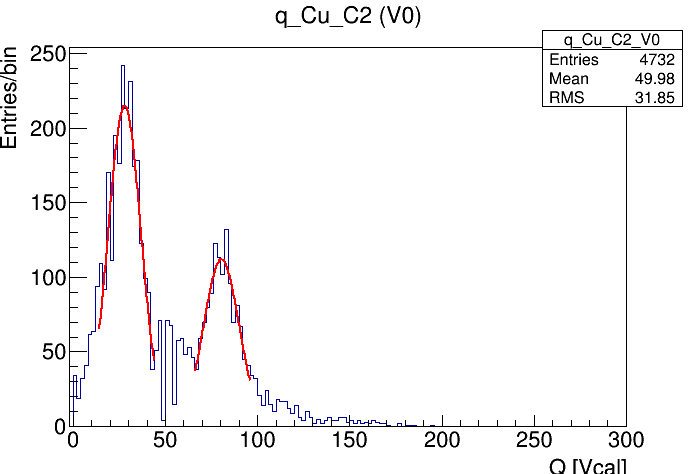 q_Cu_C2 (V0)
q_Cu_C2_V0
Entries 4732
Mean 49.98
RMS 31.85
Entries/bin
250
200
150
100
50
0
0 50 100 150 200 250 300
Q [Vcal]